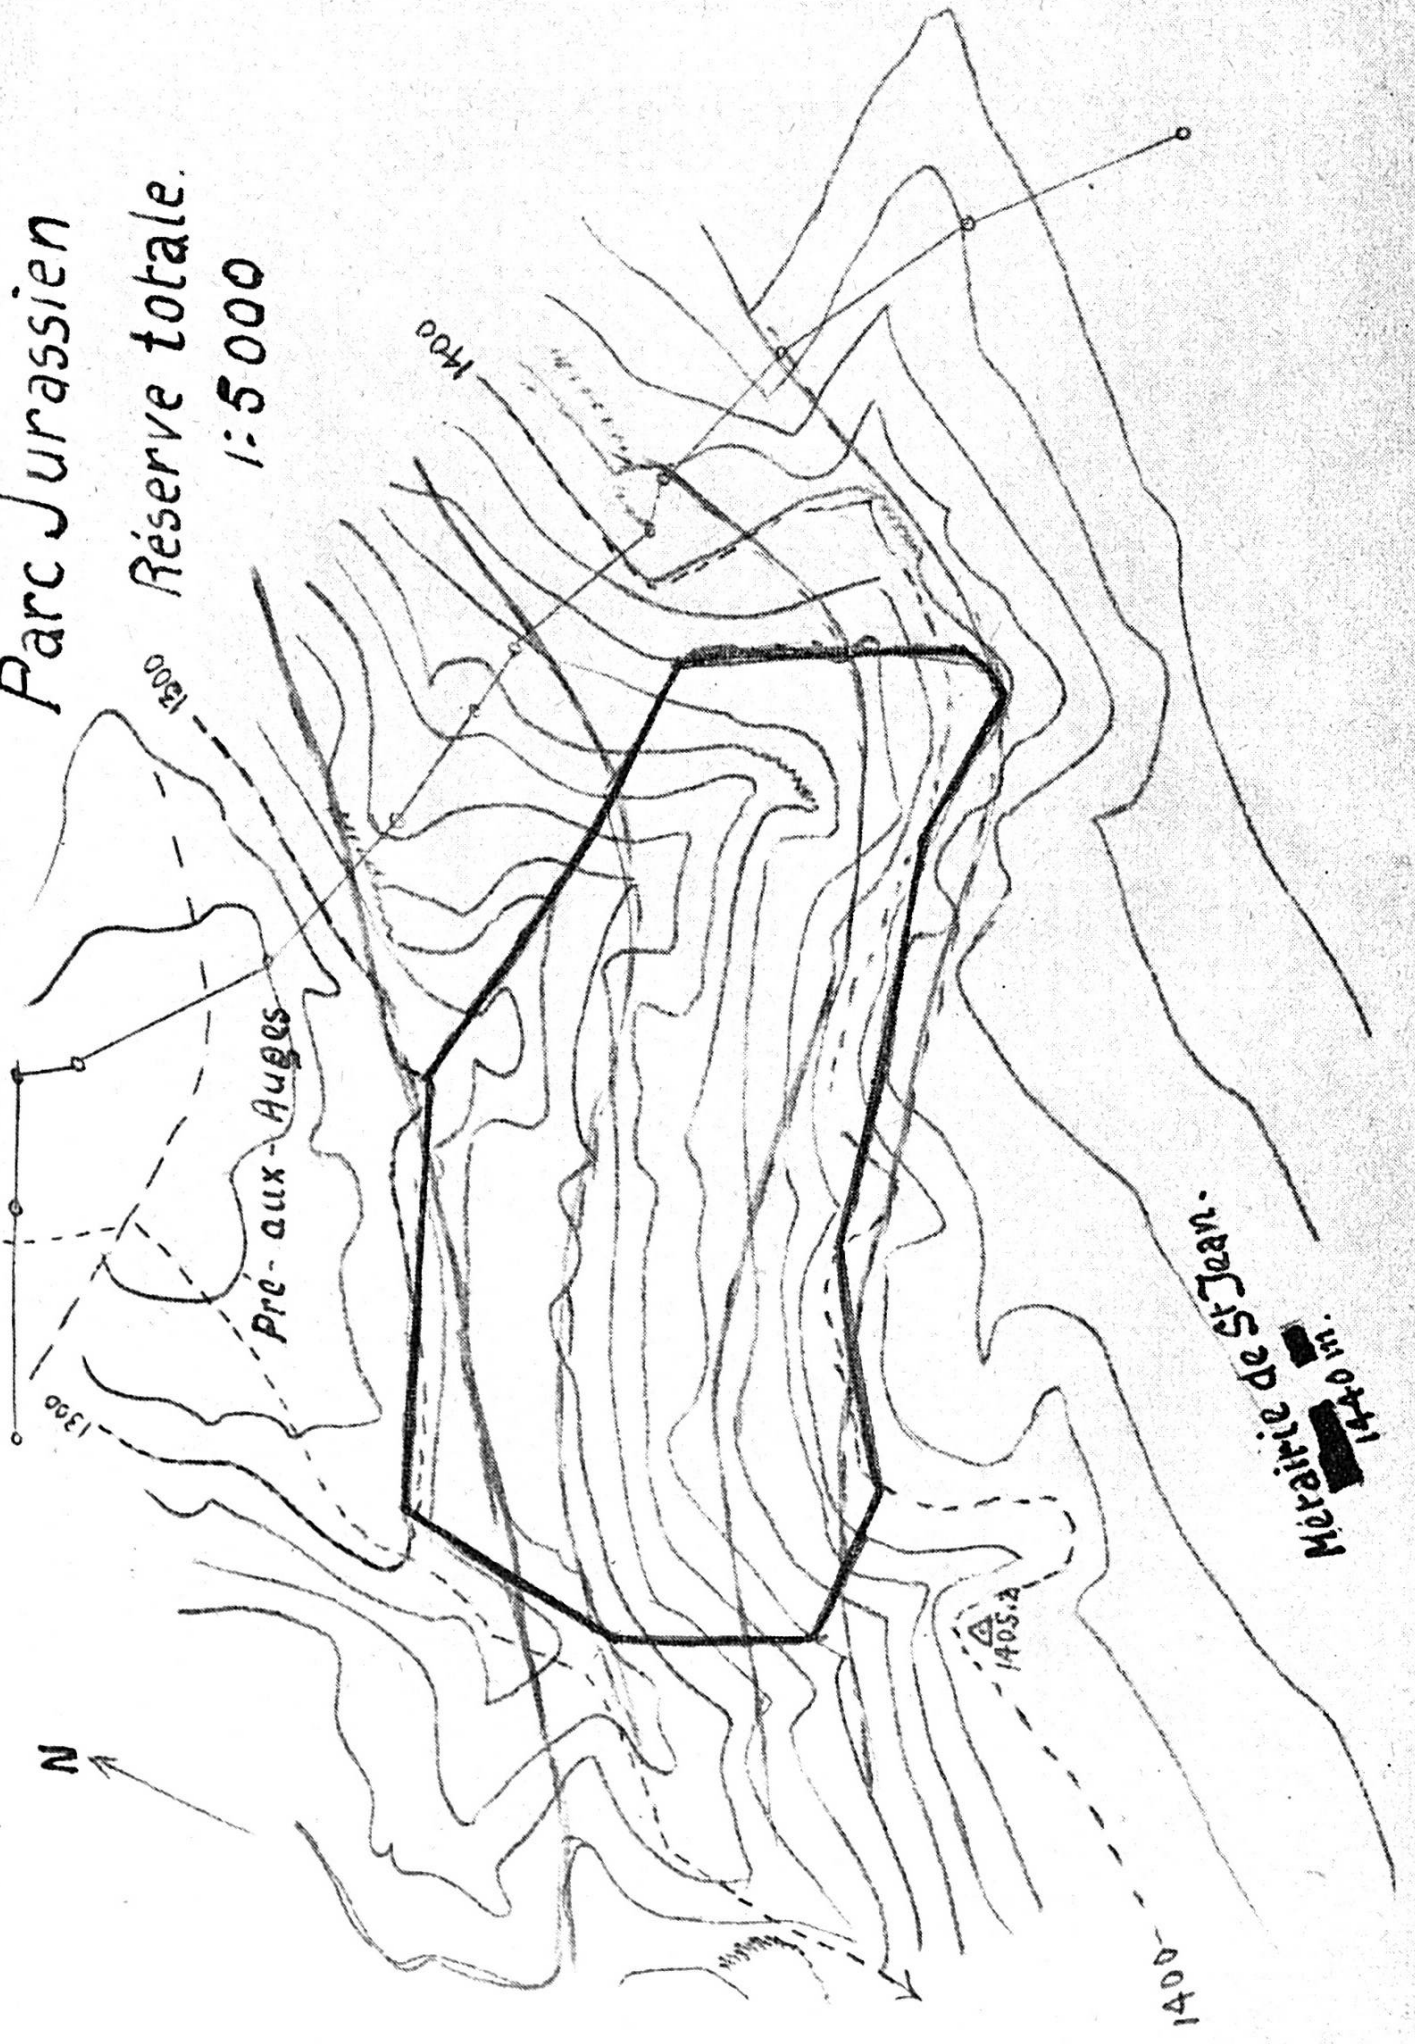 Parc Jurassien
Réserve totale.
1:5000
1400
1300
Pré-aux-Auges
1300
N
1405.2
Métairie de St Jean.
1440 m.
1400